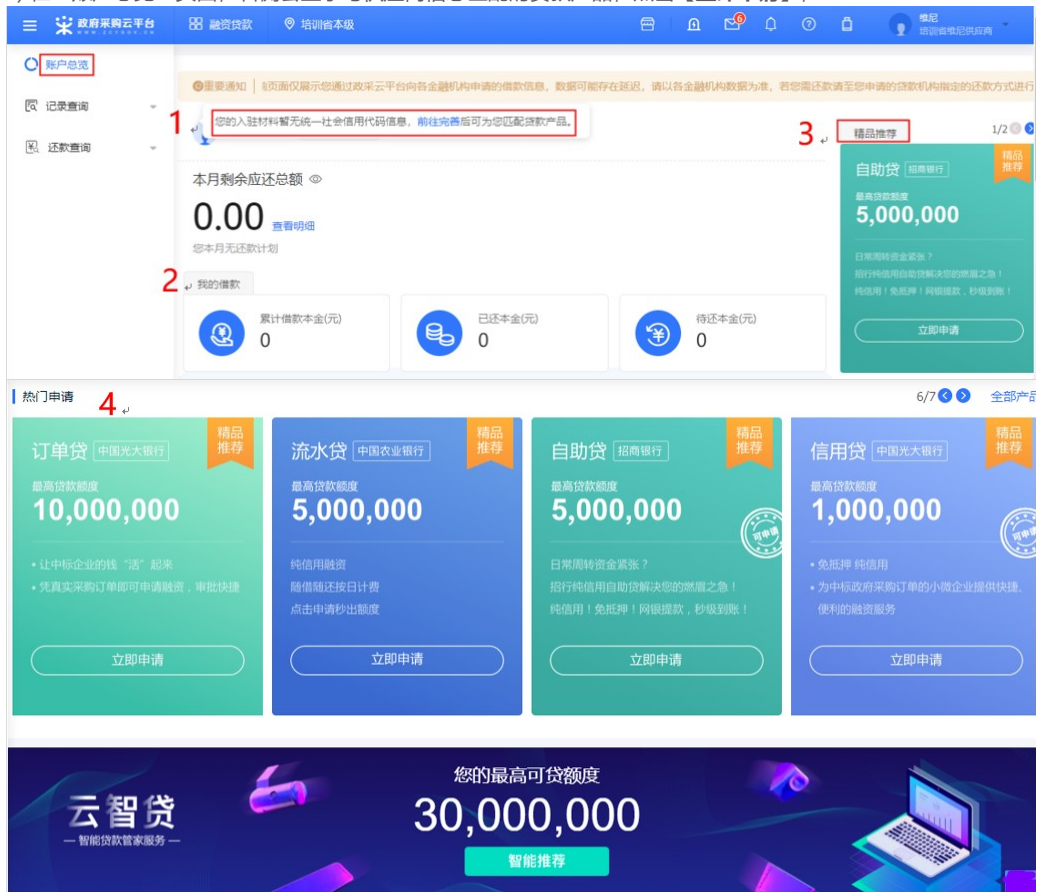 政府采购云平台
WWW.ZCYGOV.CN
融资贷款
培训省本级
6
维尼
培训省维尼供应商
账户总览
记录查询
还款查询
重要通知
页面仅展示您通过政采云平台向各金融机构申请的借款信息，数据可能存在延迟，请以各金融机构数据为准，若您需还款请至您申请的贷款机构指定的还款方式进行
1
您的入驻材料暂无统一社会信用代码信息，前往完善后可为您匹配贷款产品。
3
精品推荐
1/2
本月剩余应还总额
0.00 查看明细
您本月无还款计划
自助贷 招商银行
精品
推荐
最高贷款额度
5,000,000
日常周转资金紧张？
招行纯信用自助贷解决您的燃眉之急！
纯信用！免抵押！网银提款，秒级到账！
立即申请
2
我的借款
累计借款本金(元)
0
已还本金(元)
0
待还本金(元)
0
热门申请
4
6/7
全部产品
订单贷 中国光大银行
精品
推荐
最高贷款额度
10,000,000
• 让中标企业的钱“活”起来
• 凭真实采购订单即可申请融资，审批快捷
立即申请
流水贷 中国农业银行
精品
推荐
最高贷款额度
5,000,000
纯信用融资
随借随还按日计费
点击申请秒出额度
立即申请
自助贷 招商银行
精品
推荐
最高贷款额度
5,000,000
可申请
日常周转资金紧张？
招行纯信用自助贷解决您的燃眉之急！
纯信用！免抵押！网银提款，秒级到账！
立即申请
信用贷 中国光大银行
精品
推荐
最高贷款额度
1,000,000
可申请
• 免抵押 纯信用
• 为中标政府采购订单的小微企业提供快捷、
便利的融资服务
立即申请
云智贷
— 智能贷款管家服务 —
您的最高可贷额度
30,000,000
智能推荐